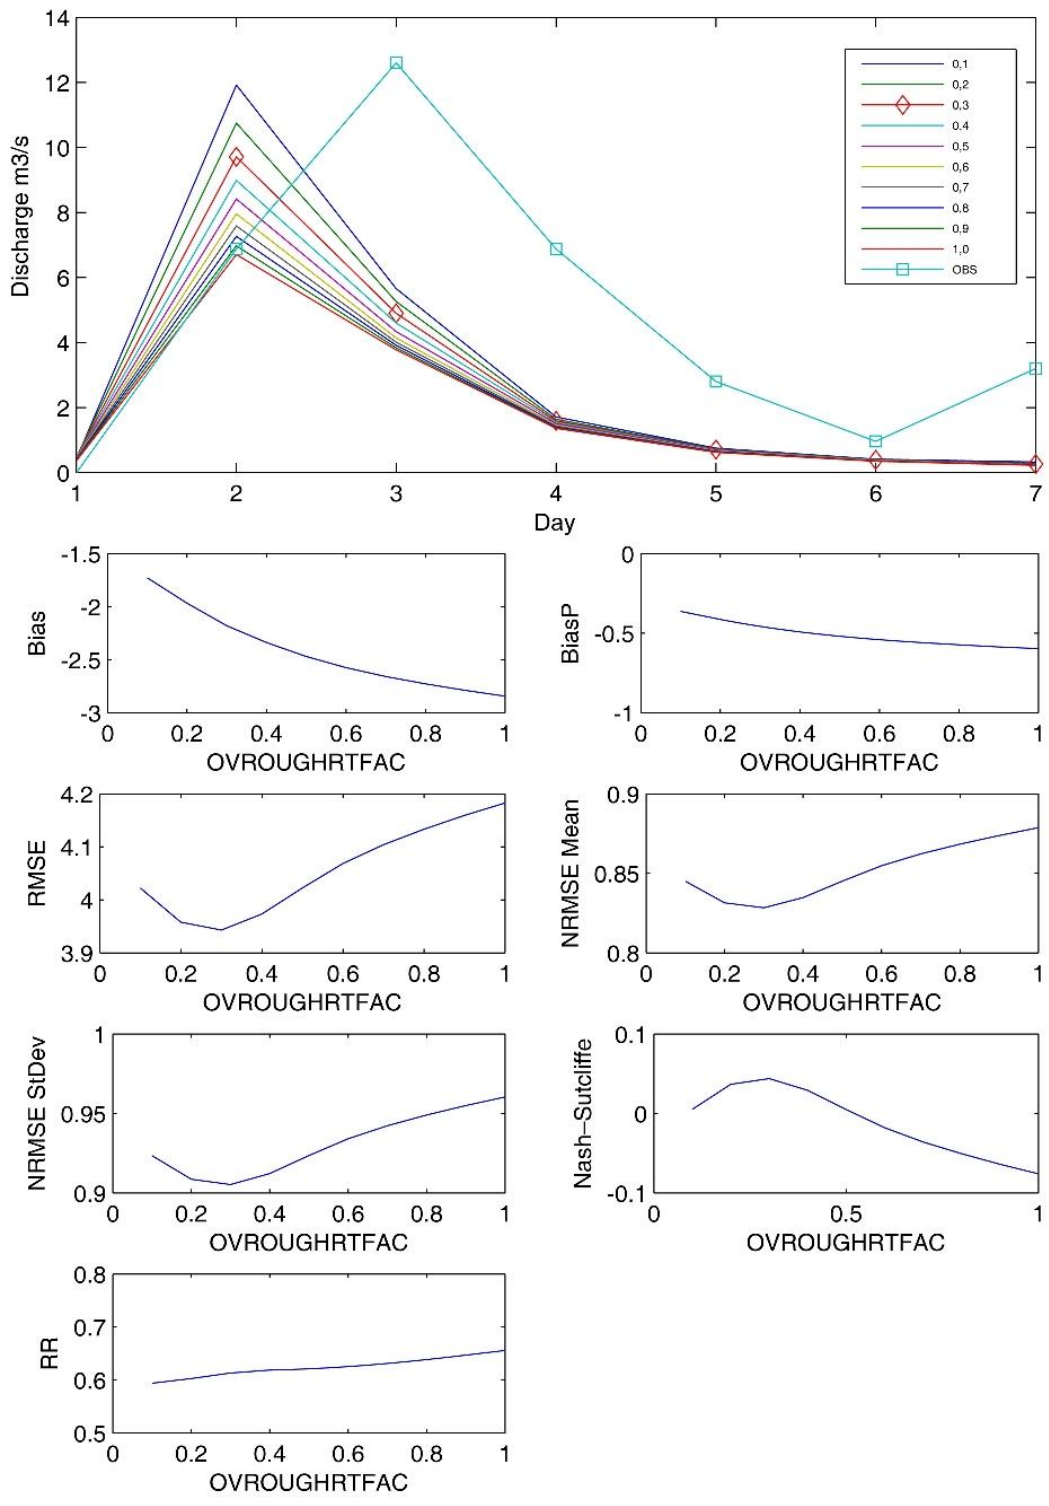 14
12
10
8
6
4
2
0
Discharge m3/s
1 2 3 4 5 6 7
Day
0,1
0,2
0,3
0,4
0,5
0,6
0,7
0.8
0,9
1,0
OBS
-1.5
-2
-2.5
-3
Bias
0 0.2 0.4 0.6 0.8 1
OVROUGHRTFAC
0
-0.5
-1
BiasP
0 0.2 0.4 0.6 0.8 1
OVROUGHRTFAC
4.2
4.1
4
3.9
RMSE
0 0.2 0.4 0.6 0.8 1
OVROUGHRTFAC
0.9
0.85
0.8
NRMSE Mean
0 0.2 0.4 0.6 0.8 1
OVROUGHRTFAC
1
0.95
0.9
NRMSE StDev
0 0.2 0.4 0.6 0.8 1
OVROUGHRTFAC
0.1
0
-0.1
Nash–Sutcliffe
0 0.5 1
OVROUGHRTFAC
0.8
0.7
0.6
0.5
RR
0 0.2 0.4 0.6 0.8 1
OVROUGHRTFAC